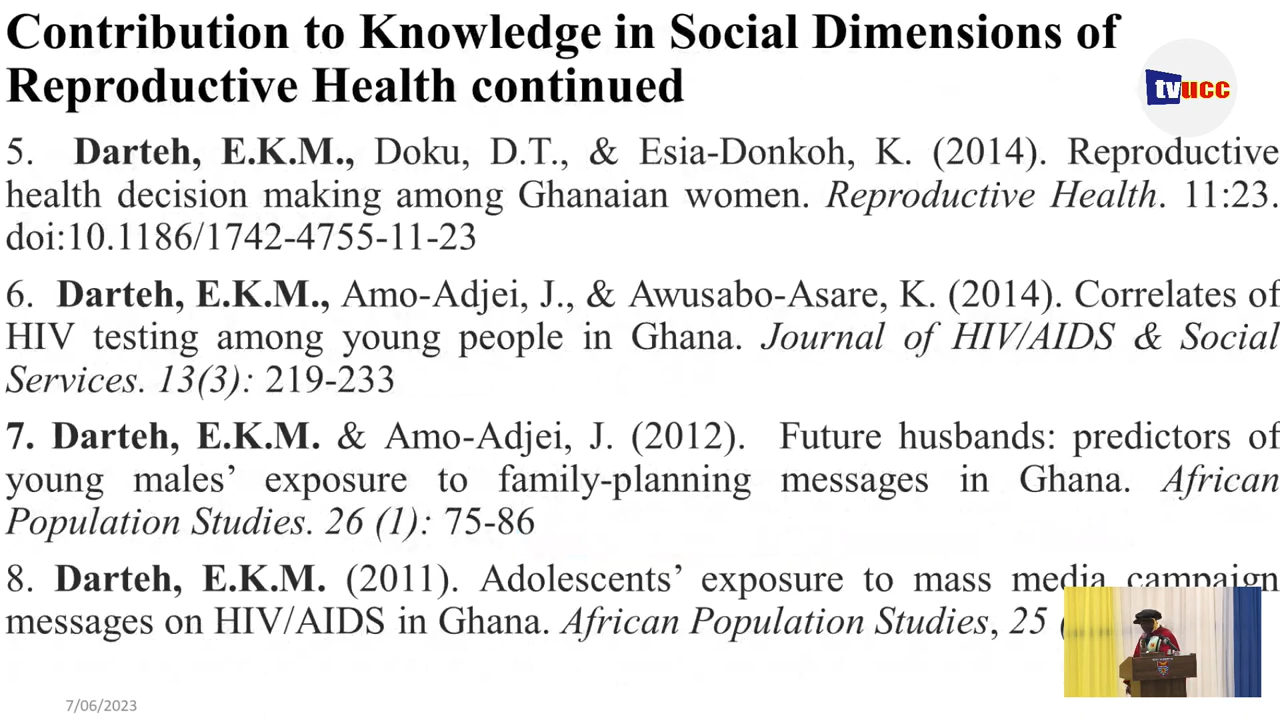 Contribution to Knowledge in Social Dimensions of
Reproductive Health continued
tvucc
5. Darteh, E.K.M., Doku, D.T., & Esia-Donkoh, K. (2014). Reproductive
health decision making among Ghanaian women. Reproductive Health. 11:23.
doi:10.1186/1742-4755-11-23
6. Darteh, E.K.M., Amo-Adjei, J., & Awusabo-Asare, K. (2014). Correlates of
HIV testing among young people in Ghana. Journal of HIV/AIDS & Social
Services. 13(3): 219-233
7. Darteh, E.K.M. & Amo-Adjei, J. (2012). Future husbands: predictors of
young males’ exposure to family-planning messages in Ghana. African
Population Studies. 26 (1): 75-86
8. Darteh, E.K.M. (2011). Adolescents’ exposure to mass media campaign
messages on HIV/AIDS in Ghana. African Population Studies, 25 (
7/06/2023